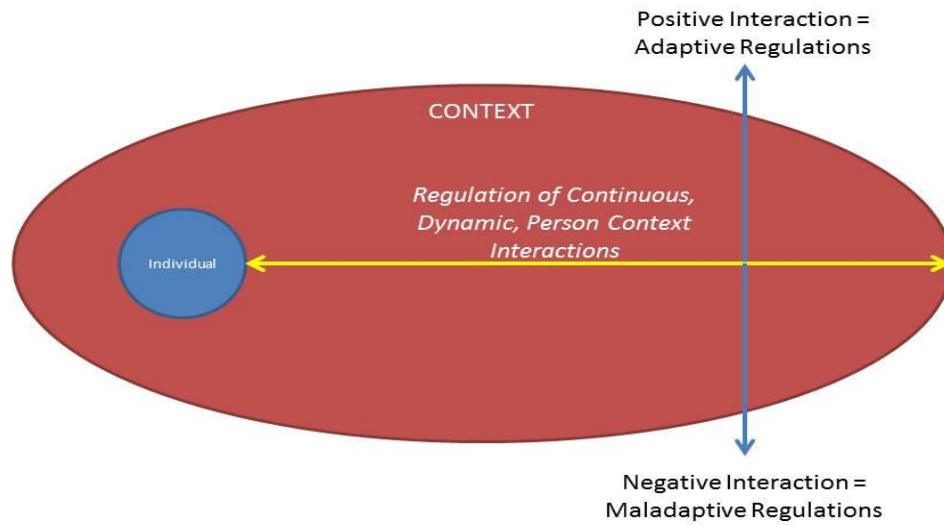 Positive Interaction =
Adaptive Regulations
CONTEXT
Regulation of Continuous,
Dynamic, Person Context
Interactions
Individual
Negative Interaction =
Maladaptive Regulations